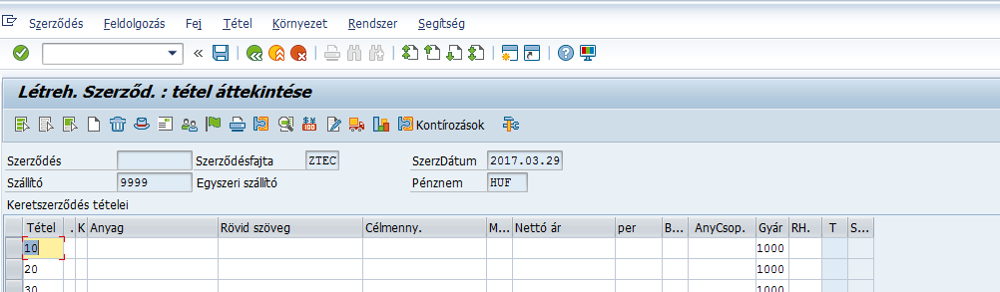 Szerződés Feldolgozás Fej Tétel Környezet Rendszer Segítség
Létreh. Szerződ. : tétel áttekintése
Kontírozások
Szerződés Szerződésfajta ZTEC SzerzDátum 2017.03.29
Szállító 9999 Egyszeri szállító Pénznem HUF
Keretszerződés tételei
Tétel . K Anyag Rövid szöveg Célmenny. M... Nettó ár per B... AnyCsop. Gyár RH. T S...
10 1000
20 1000
30 1000